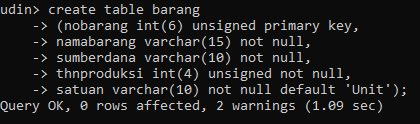 udin> create table barang
    -> (nobarang int(6) unsigned primary key,
    -> namabarang varchar(15) not null,
    -> sumberdana varchar(10) not null,
    -> thnproduksi int(4) unsigned not null,
    -> satuan varchar(10) not null default 'Unit');
Query OK, 0 rows affected, 2 warnings (1.09 sec)